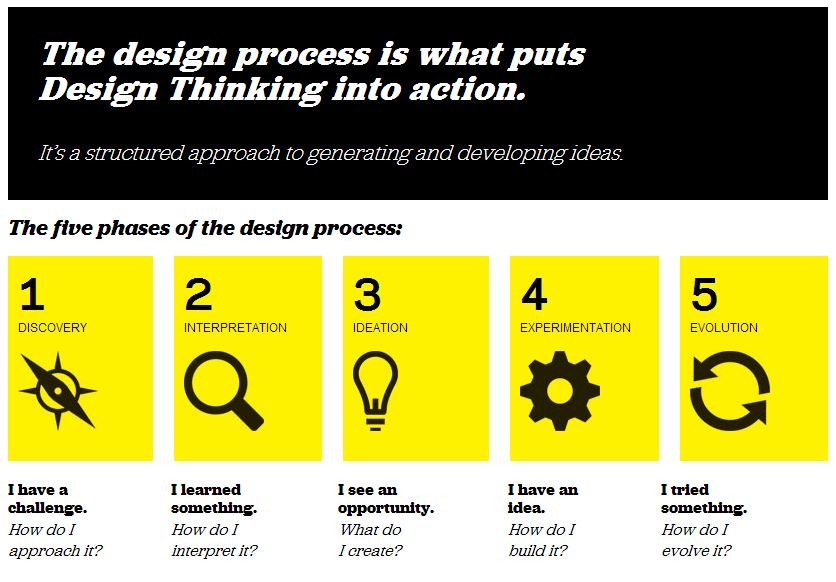 The design process is what puts
Design Thinking into action.
It's a structured approach to generating and developing ideas.
The five phases of the design process:
1
DISCOVERY
2
INTERPRETATION
3
IDEATION
4
EXPERIMENTATION
5
EVOLUTION
I have a
challenge.
How do I
approach it?
I learned
something.
How do I
interpret it?
I see an
opportunity.
What do
I create?
I have an
idea.
How do I
build it?
I tried
something.
How do I
evolve it?